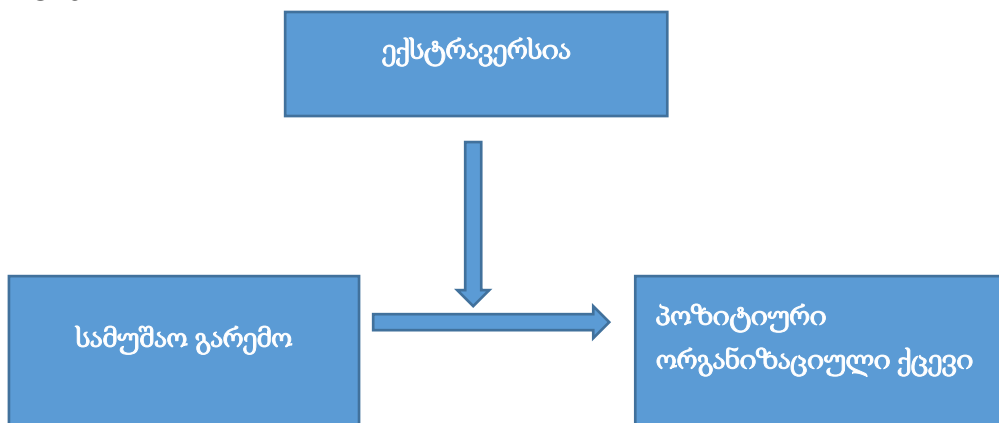 ექსტრავერსია
სამუშაო გარემო
პოზიტიური
ორგანიზაციული ქცევი